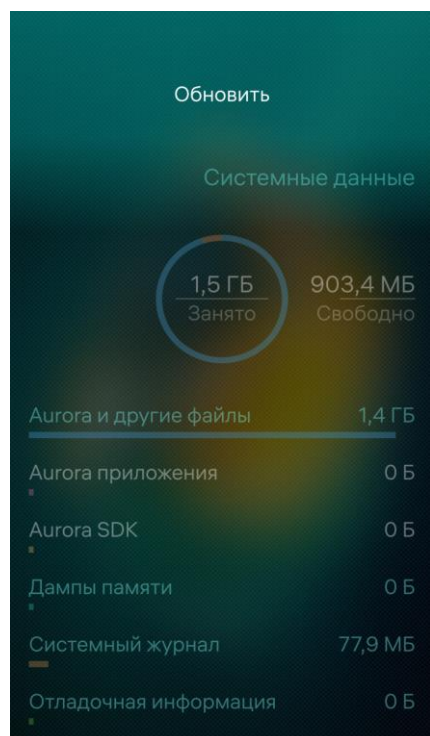 Обновить
Системные данные
1,5 ГБ 903,4 МБ
Занято Свободно
Aurora и другие файлы 1,4 ГБ
Aurora приложения 0 Б
Aurora SDK 0 Б
Дампы памяти 0 Б
Системный журнал 77,9 МБ
Отладочная информация 0 Б